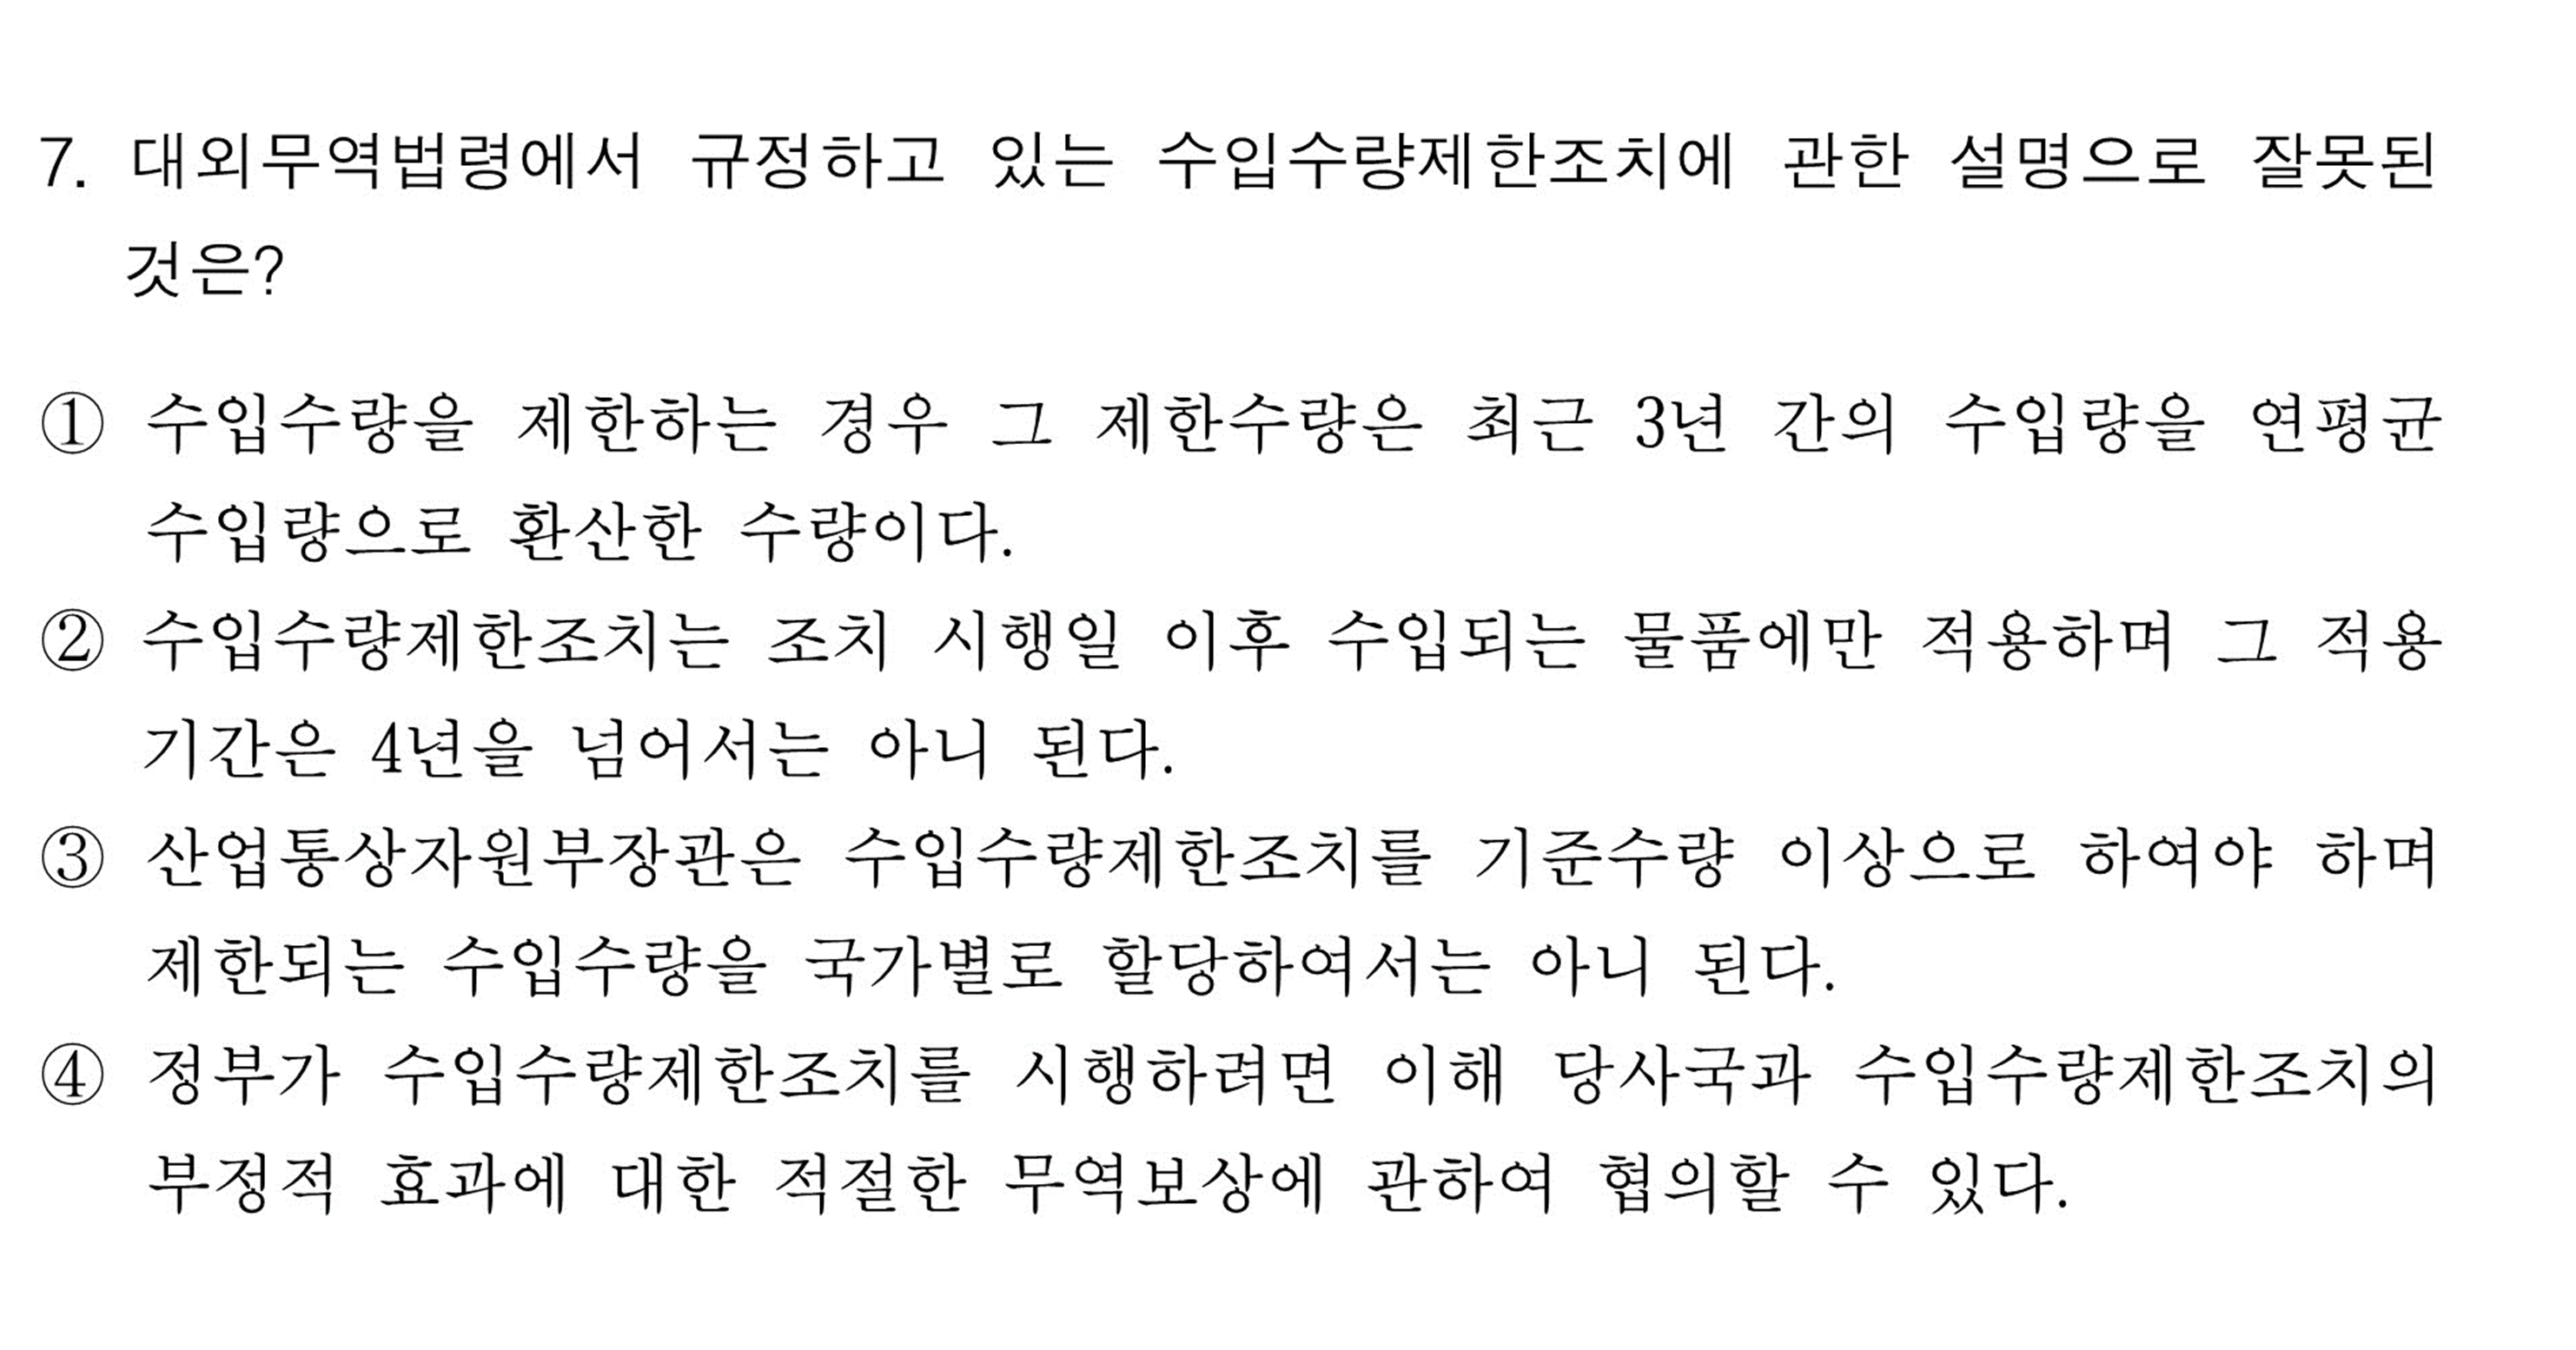 7. 대외무역법령에서 규정하고 있는 수입수량제한조치에 관한 설명으로 잘못된
것은?
① 수입수량을 제한하는 경우 그 제한수량은 최근 3년 간의 수입량을 연평균
수입량으로 환산한 수량이다.
② 수입수량제한조치는 조치 시행일 이후 수입되는 물품에만 적용하며 그 적용
기간은 4년을 넘어서는 아니 된다.
③ 산업통상자원부장관은 수입수량제한조치를 기준수량 이상으로 하여야 하며
제한되는 수입수량을 국가별로 할당하여서는 아니 된다.
④ 정부가 수입수량제한조치를 시행하려면 이해 당사국과 수입수량제한조치의
부정적 효과에 대한 적절한 무역보상에 관하여 협의할 수 있다.